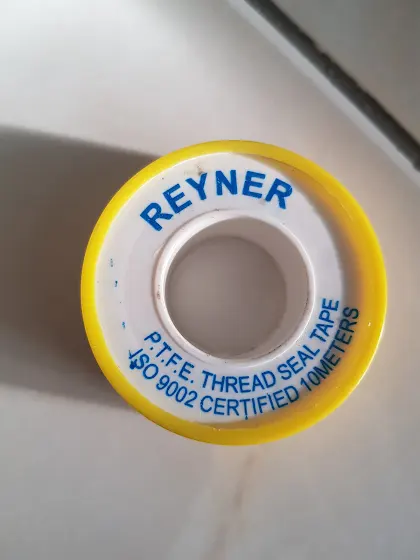 REYNER
P.T.F.E. THREAD SEAL TAPE
ISO 9002 CERTIFIED 10METERS